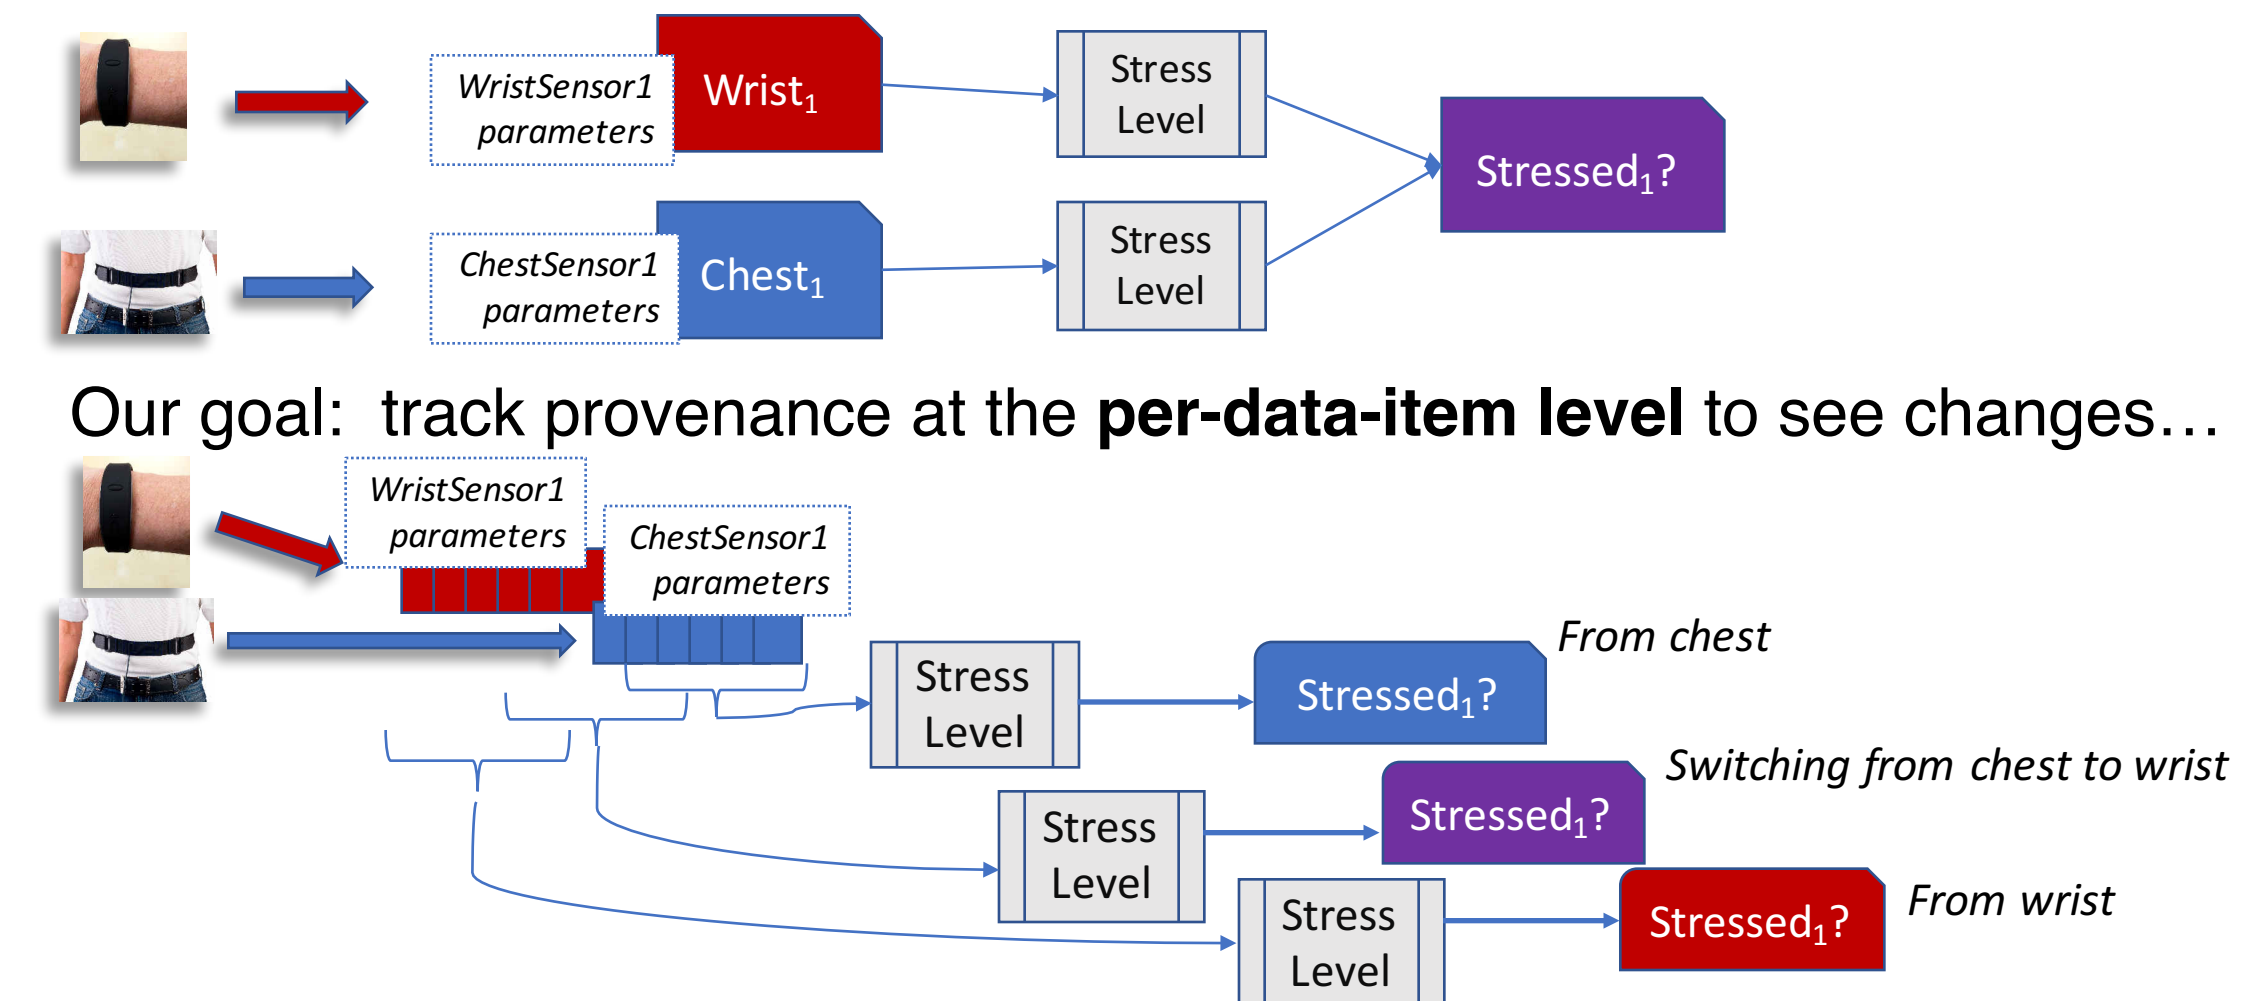 WristSensor1
parameters
Wrist₁
Stress
Level
Stressed₁?
ChestSensor1
parameters
Chest₁
Stress
Level
Our goal: track provenance at the per-data-item level to see changes…
WristSensor1
parameters
ChestSensor1
parameters
Stress
Level
Stressed₁?
From chest
Stress
Level
Stressed₁?
Switching from chest to wrist
Stress
Level
Stressed₁?
From wrist